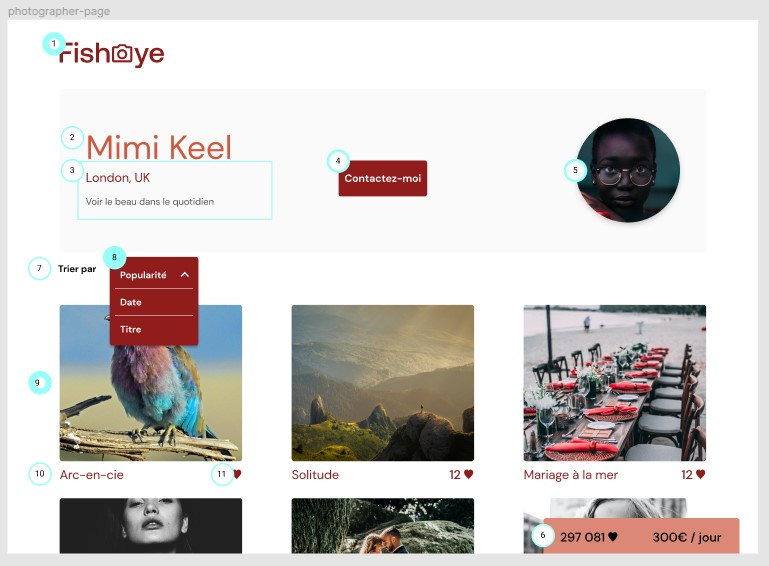 photographer-page
1
Fisheye
2
Mimi Keel
3
London, UK
Voir le beau dans le quotidien
4
Contactez-moi
5
7
Trier par
8
Popularité
Date
Titre
9
10
Arc-en-cie
11
Solitude
12
Mariage à la mer
12
6
297 081
300€ / jour